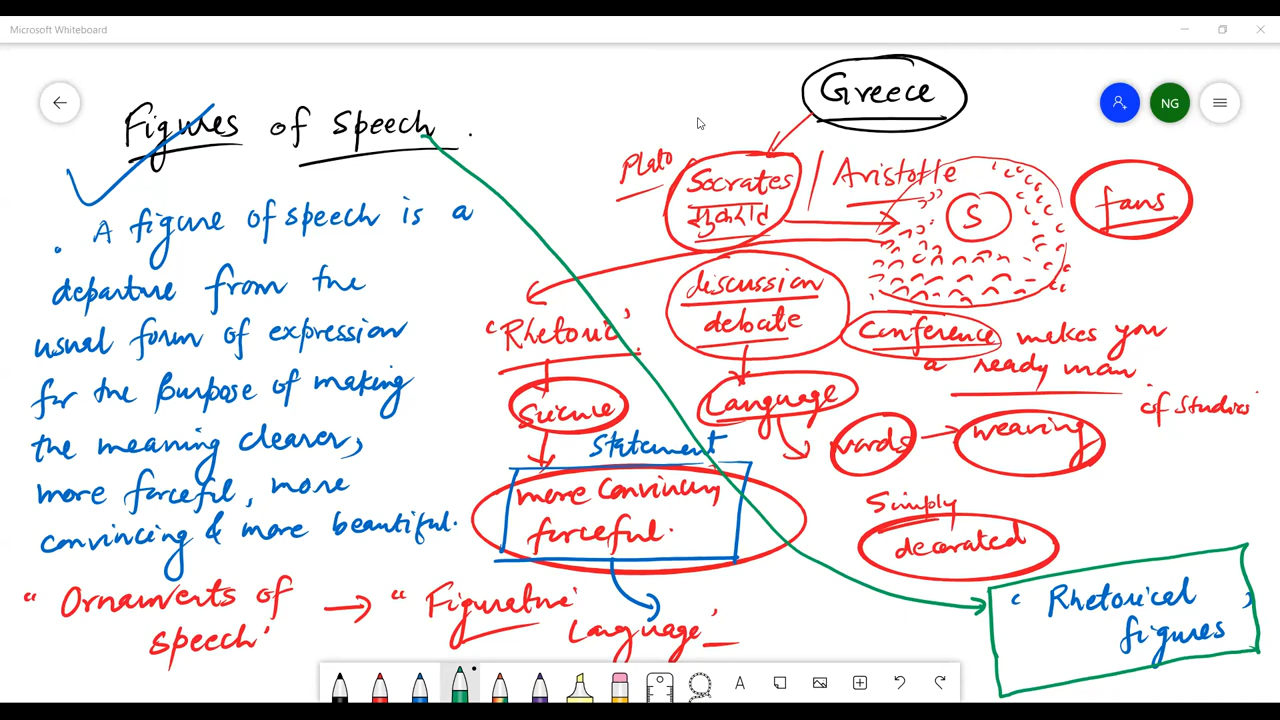 Microsoft Whiteboard
Figures of Speech.
NG
A figure of speech is a
departure from the
usual form of expression
for the purpose of making
the meaning clearer,
more forceful, more
convincing & more beautiful.
"Ornaments of
speech"
"Figurative
Language"
Greece
Plato
Socrates
सुकरात
Aristotle
S
fans
discussion
debate
'Rhetoric'
Conference makes you
a ready man
of Studies
Language
words
weaving
Statement
more convincing
forceful.
Simply
decorated
'Rhetorical
figures'
A